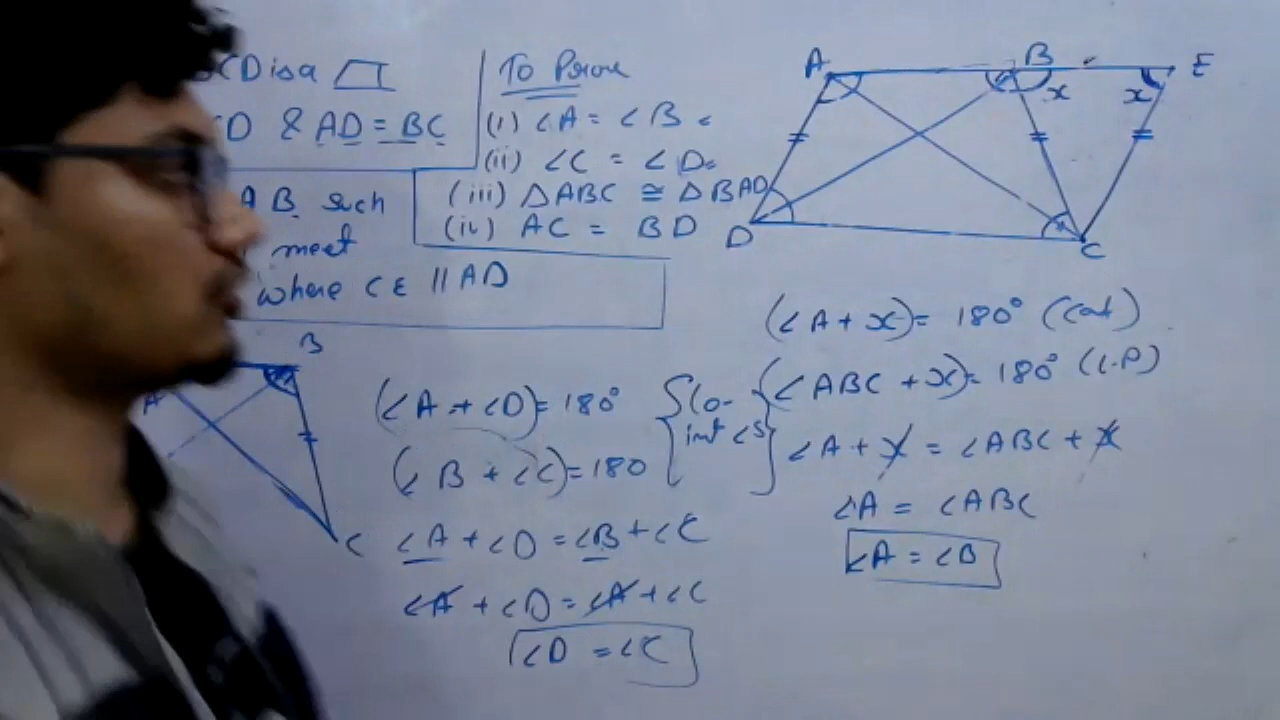 CD is a
To Prove
D & AD = BC
(i) ∠A = ∠B
(ii) ∠C = ∠D
AB such
(iii) △ABC ≅ △BAD
meet
(iv) AC = BD
where CE || AD
A B E
x x
D C
B
A
C
(∠A + x) = 180°
(∠ABC + x) = 180° (L.P)
∠A + x = ∠ABC + x
∠A = ∠ABC
∠A = ∠B
(∠A + ∠D) = 180°
(∠B + ∠C) = 180
Co-
int ∠s
∠A + ∠D = ∠B + ∠C
∠A + ∠D = ∠A + ∠C
∠D = ∠C